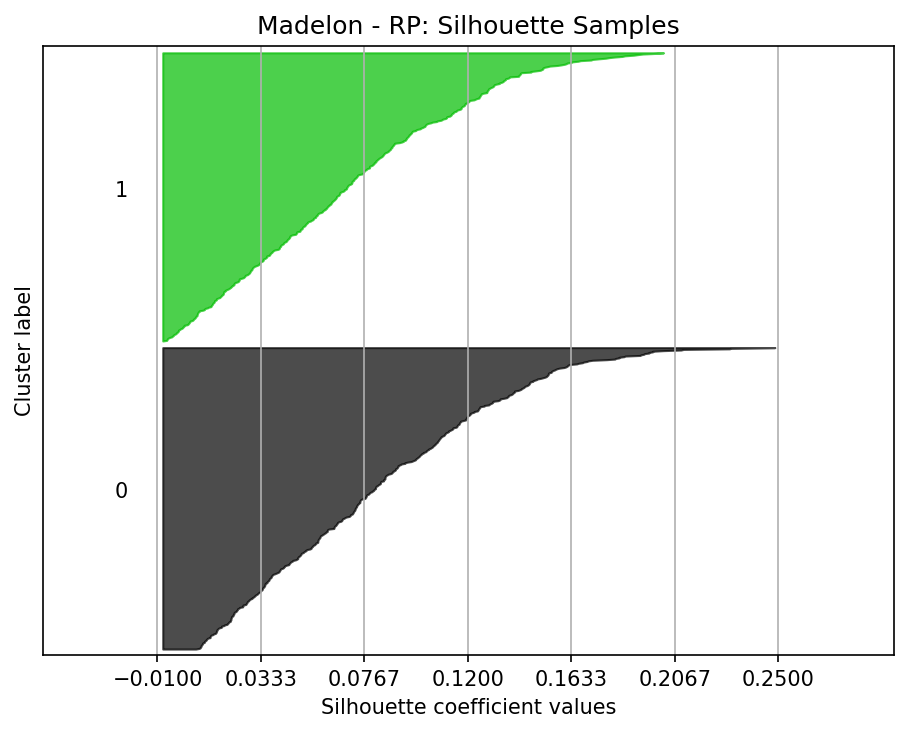 Madelon - RP: Silhouette Samples
Cluster label
1
0
−0.0100 0.0333 0.0767 0.1200 0.1633 0.2067 0.2500
Silhouette coefficient values